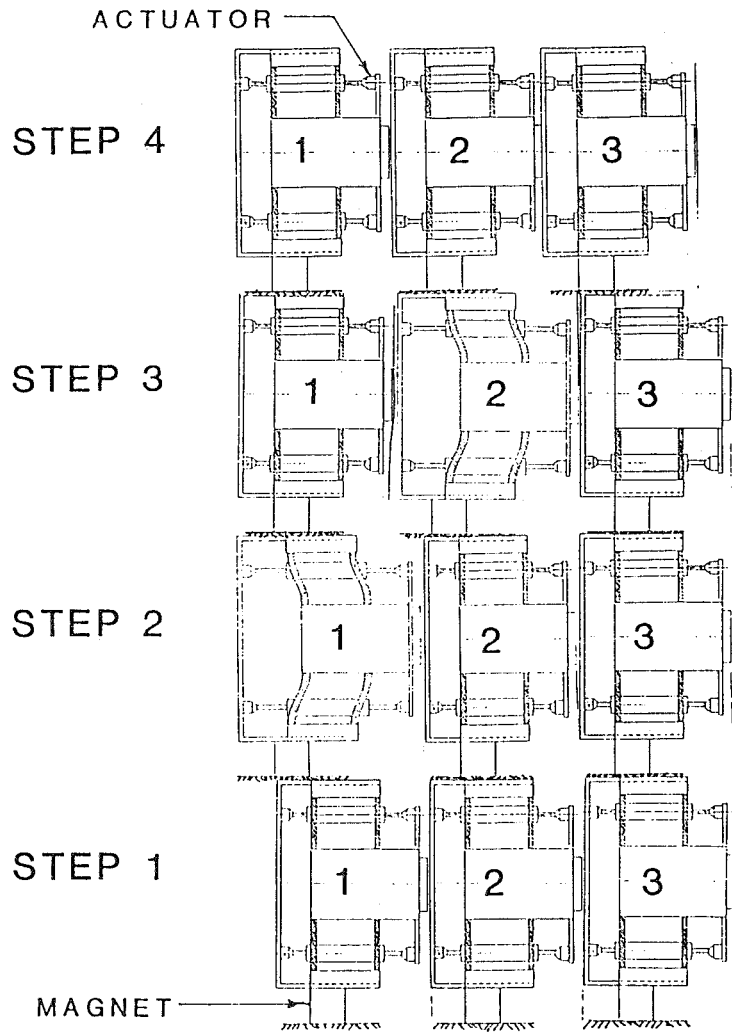 ACTUATOR
STEP 4
1 2 3
STEP 3
1 2 3
STEP 2
1 2 3
STEP 1
1 2 3
MAGNET